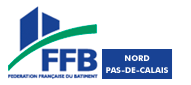 FFB
FEDERATION FRANÇAISE DU BATIMENT
NORD
PAS-DE-CALAIS